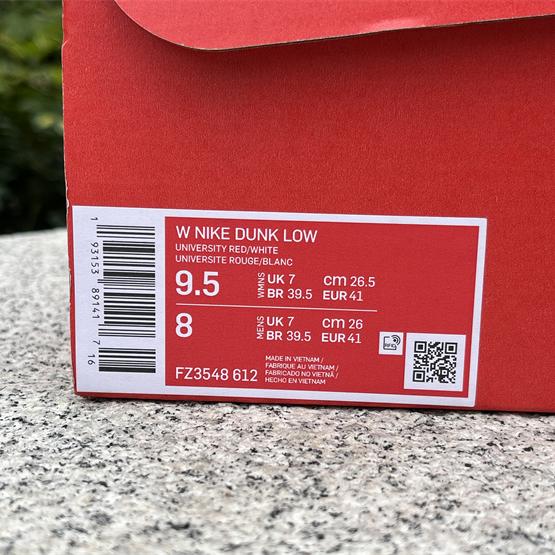 1 93153 89141 7 16
W NIKE DUNK LOW
UNIVERSITY RED/WHITE
UNIVERSITE ROUGE/BLANC
9.5 WMNS UK 7 cm 26.5
BR 39.5 EUR 41
8 MENS UK 7 cm 26
BR 39.5 EUR 41
RFID
FZ3548 612
MADE IN VIETNAM /
FABRIQUE AU VIETNAM /
FABRICADO NO VIETNÃ /
HECHO EN VIETNAM